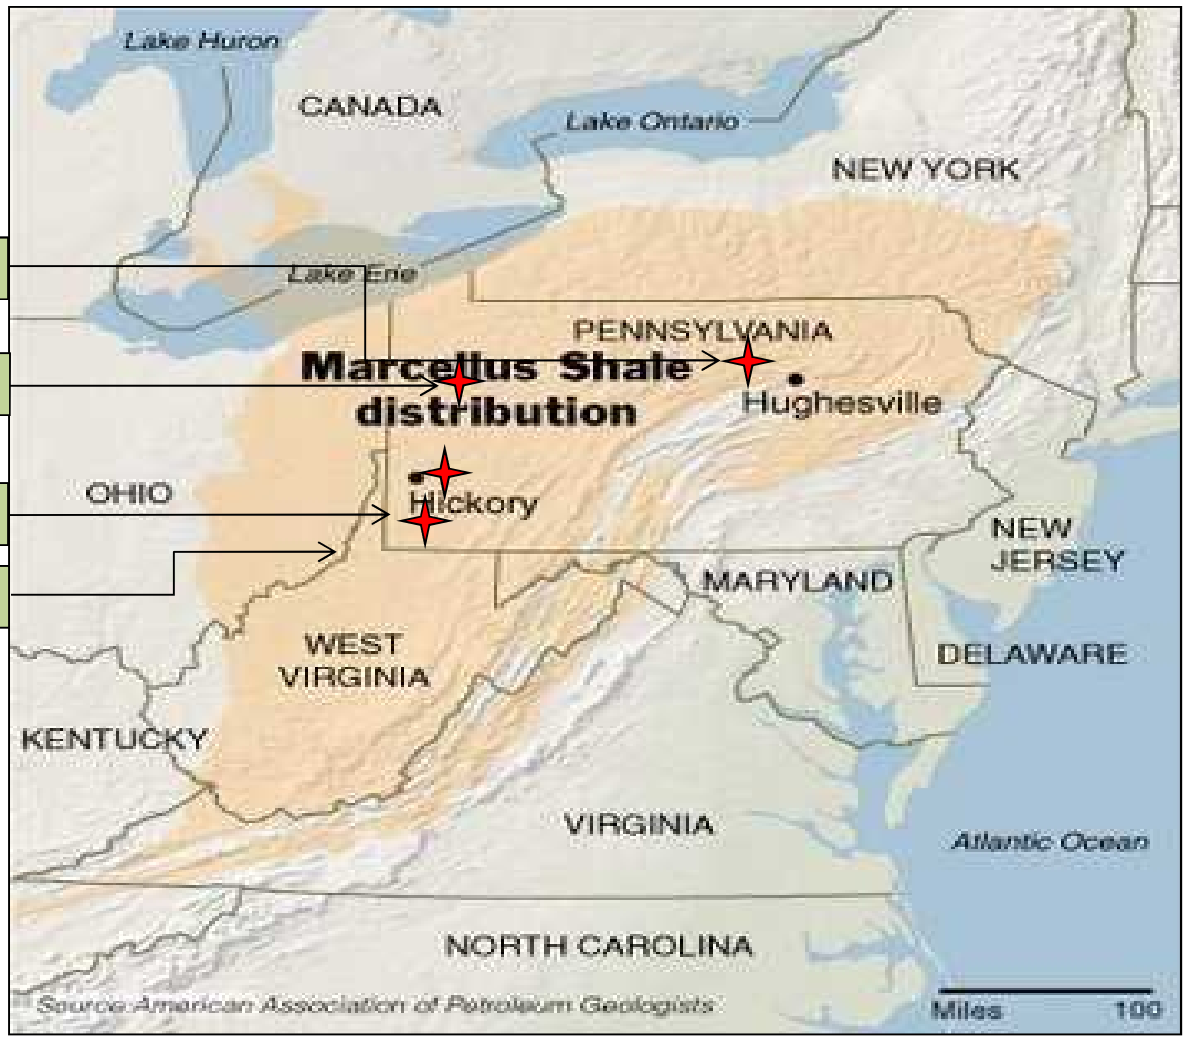 Lake Huron
CANADA
Lake Ontario
NEW YORK
Lake Erie
PENNSYLVANIA
Marcellus Shale
distribution
Hughesville
OHIO
Hickory
NEW
JERSEY
MARYLAND
WEST
VIRGINIA
DELAWARE
KENTUCKY
VIRGINIA
Atlantic Ocean
NORTH CAROLINA
Source:American Association of Petroleum Geologists
Miles 100